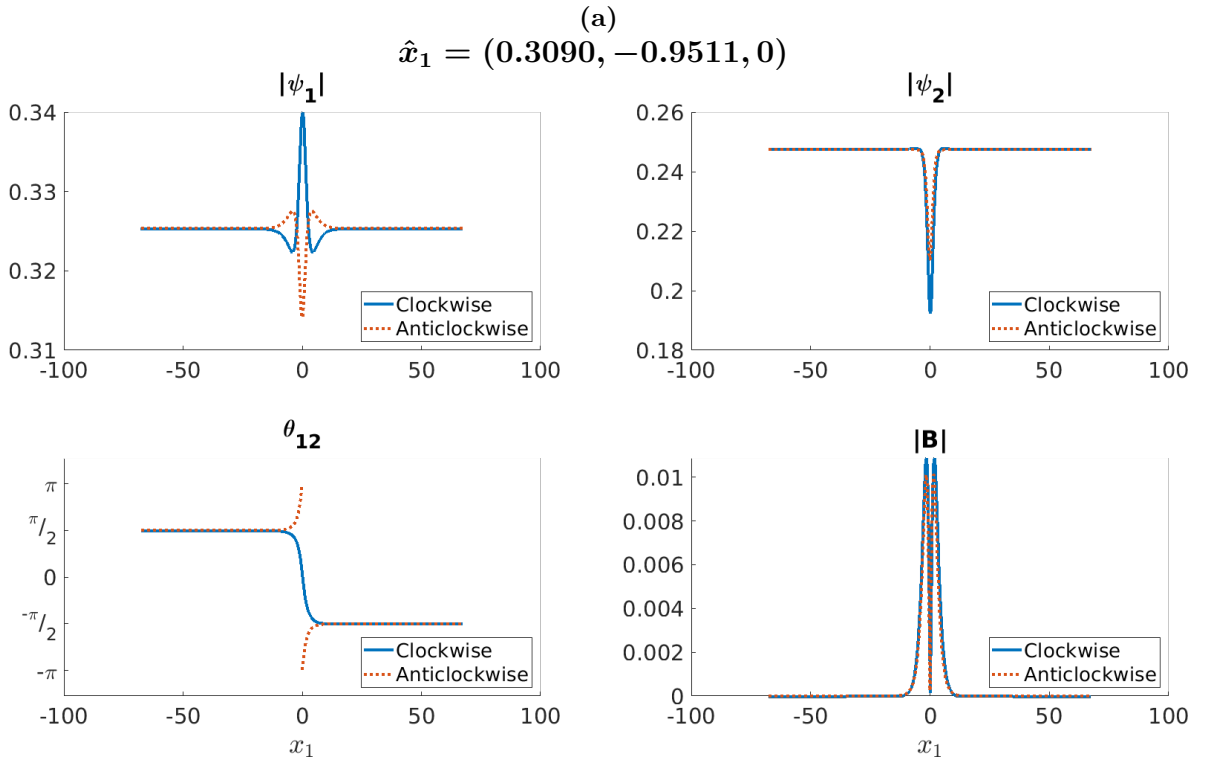 (a)
x̂₁ = (0.3090, −0.9511, 0)
|ψ₁|
0.34
0.33
0.32
0.31
-100 -50 0 50 100
Clockwise
Anticlockwise
|ψ₂|
0.26
0.24
0.22
0.2
0.18
-100 -50 0 50 100
Clockwise
Anticlockwise
θ₁₂
π
π/2
0
-π/2
-π
-100 -50 0 50 100
x₁
Clockwise
Anticlockwise
|B|
0.01
0.008
0.006
0.004
0.002
0
-100 -50 0 50 100
x₁
Clockwise
Anticlockwise